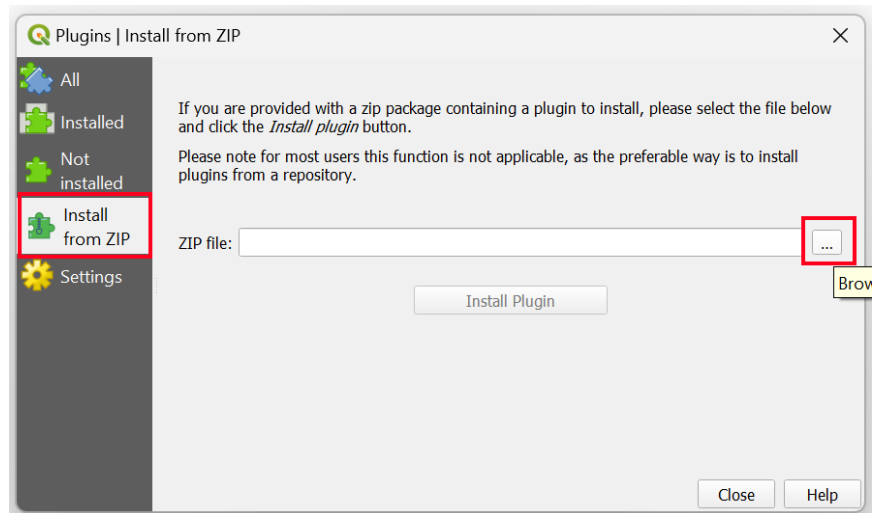 Plugins | Install from ZIP
All
Installed
Not
installed
Install
from ZIP
Settings
If you are provided with a zip package containing a plugin to install, please select the file below
and click the Install plugin button.
Please note for most users this function is not applicable, as the preferable way is to install
plugins from a repository.
ZIP file:
...
Brow
Install Plugin
Close
Help